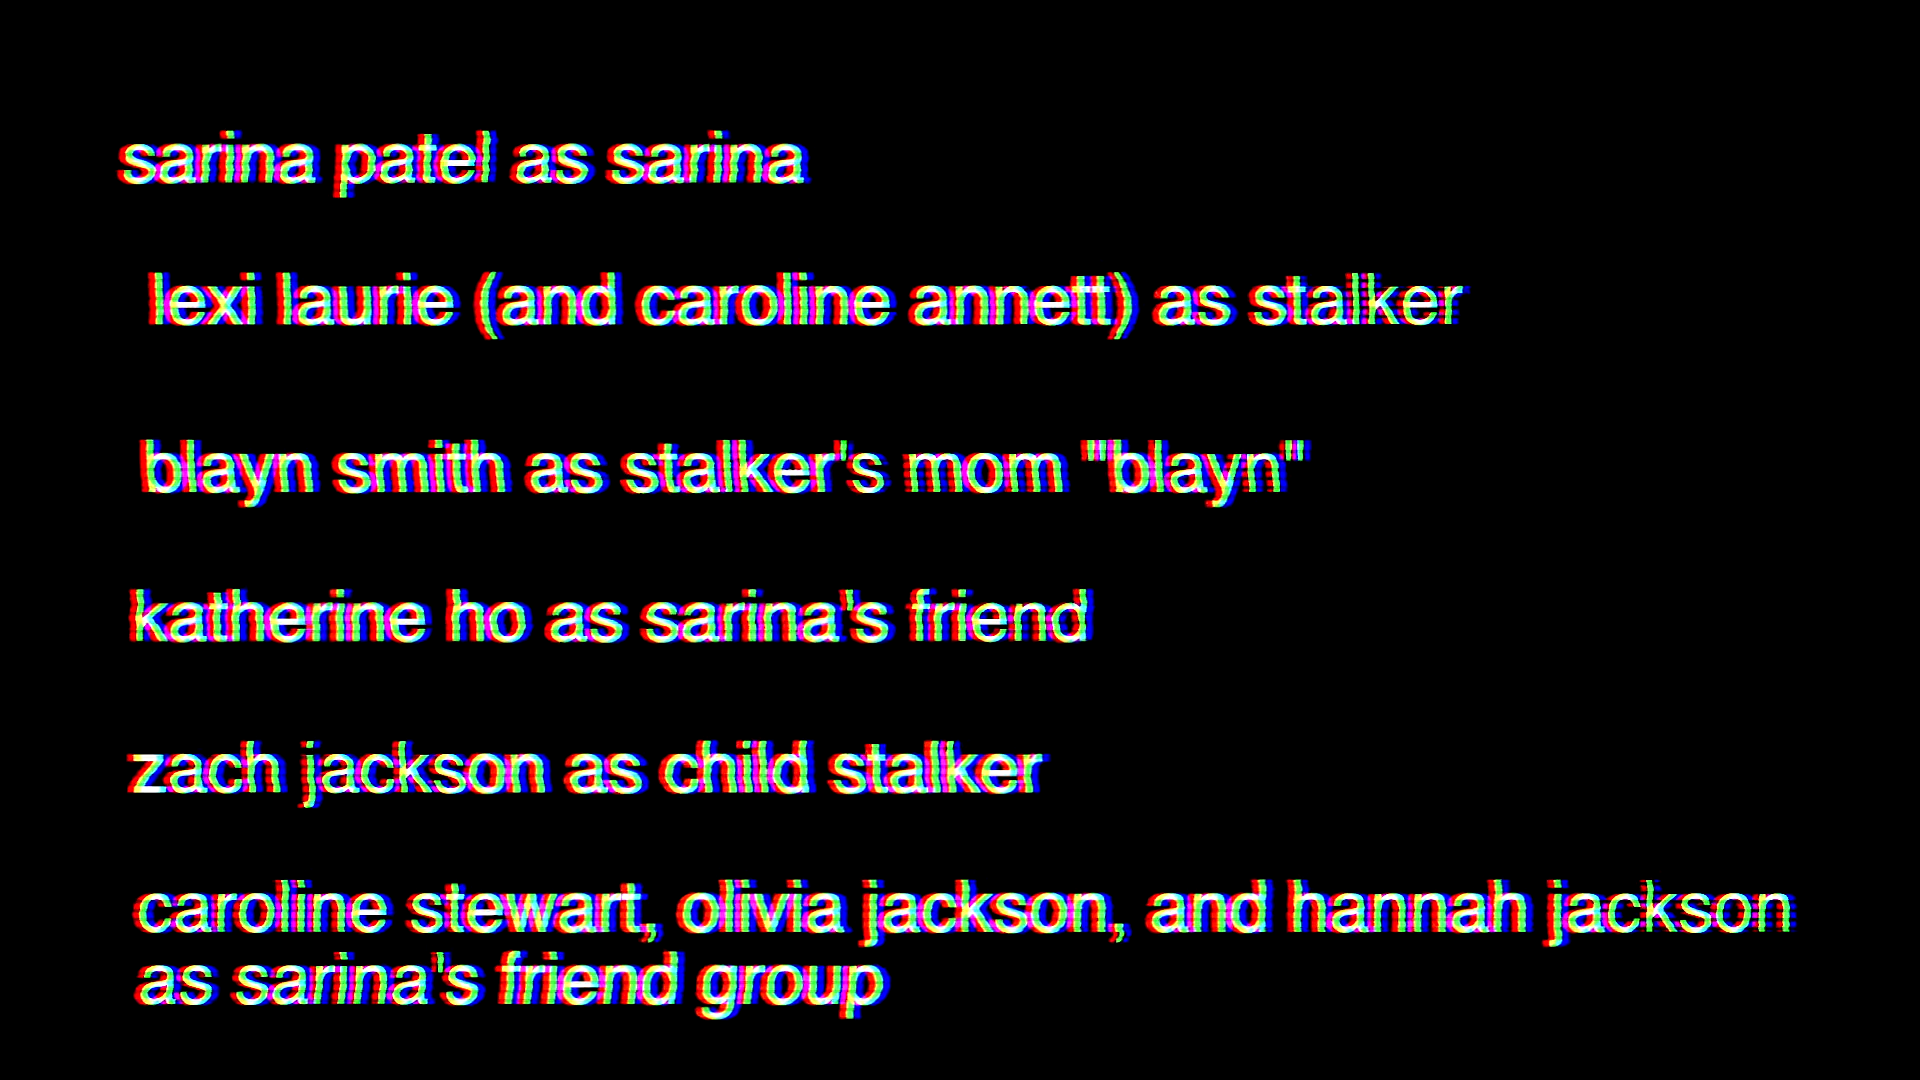 sarina patel as sarina
lexi laurie (and caroline annett) as stalker
blayn smith as stalker's mom "blayn"
katherine ho as sarina's friend
zach jackson as child stalker
caroline stewart, olivia jackson, and hannah jackson
as sarina's friend group